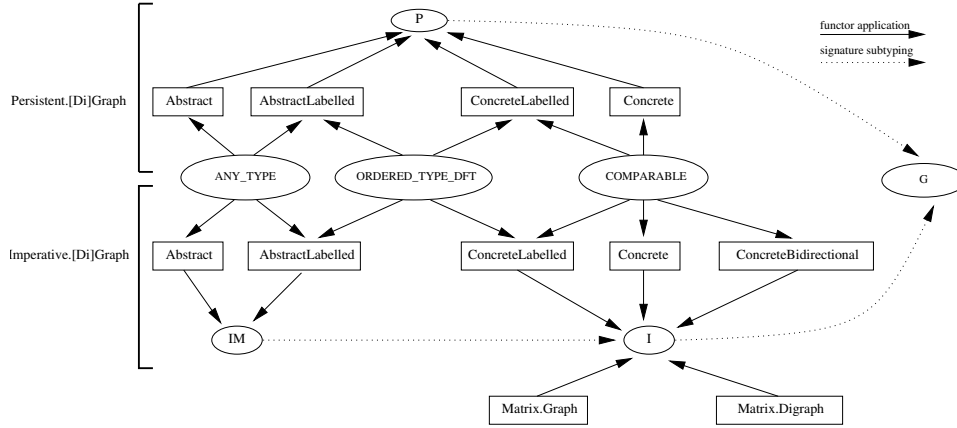 P
functor application
signature subtyping
Persistent.[Di]Graph
Abstract
AbstractLabelled
ConcreteLabelled
Concrete
ANY_TYPE
ORDERED_TYPE_DFT
COMPARABLE
G
Imperative.[Di]Graph
Abstract
AbstractLabelled
ConcreteLabelled
Concrete
ConcreteBidirectional
IM
I
Matrix.Graph
Matrix.Digraph